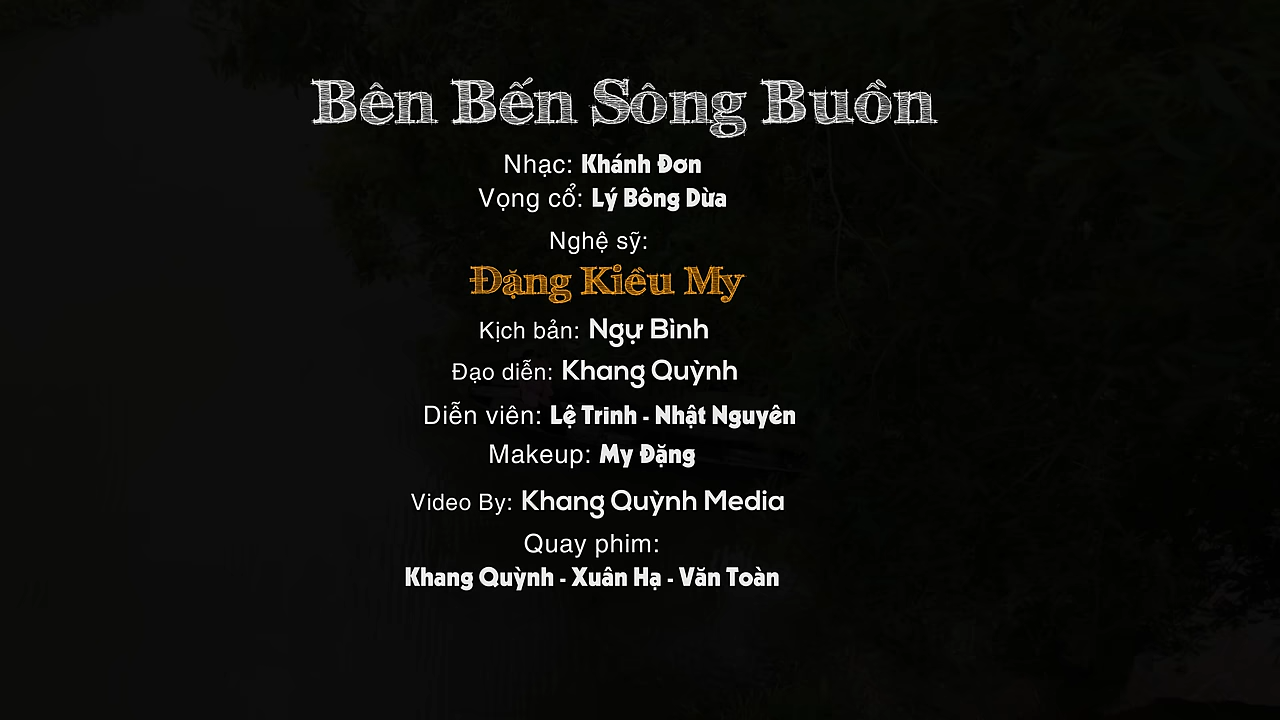 Bên Bến Sông Buồn
Nhạc: Khánh Đơn
Vọng cổ: Lý Bông Dừa
Nghệ sỹ:
Đặng Kiều My
Kịch bản: Ngự Bình
Đạo diễn: Khang Quỳnh
Diễn viên: Lệ Trinh - Nhật Nguyên
Makeup: My Đặng
Video By: Khang Quỳnh Media
Quay phim:
Khang Quỳnh - Xuân Hạ - Văn Toàn